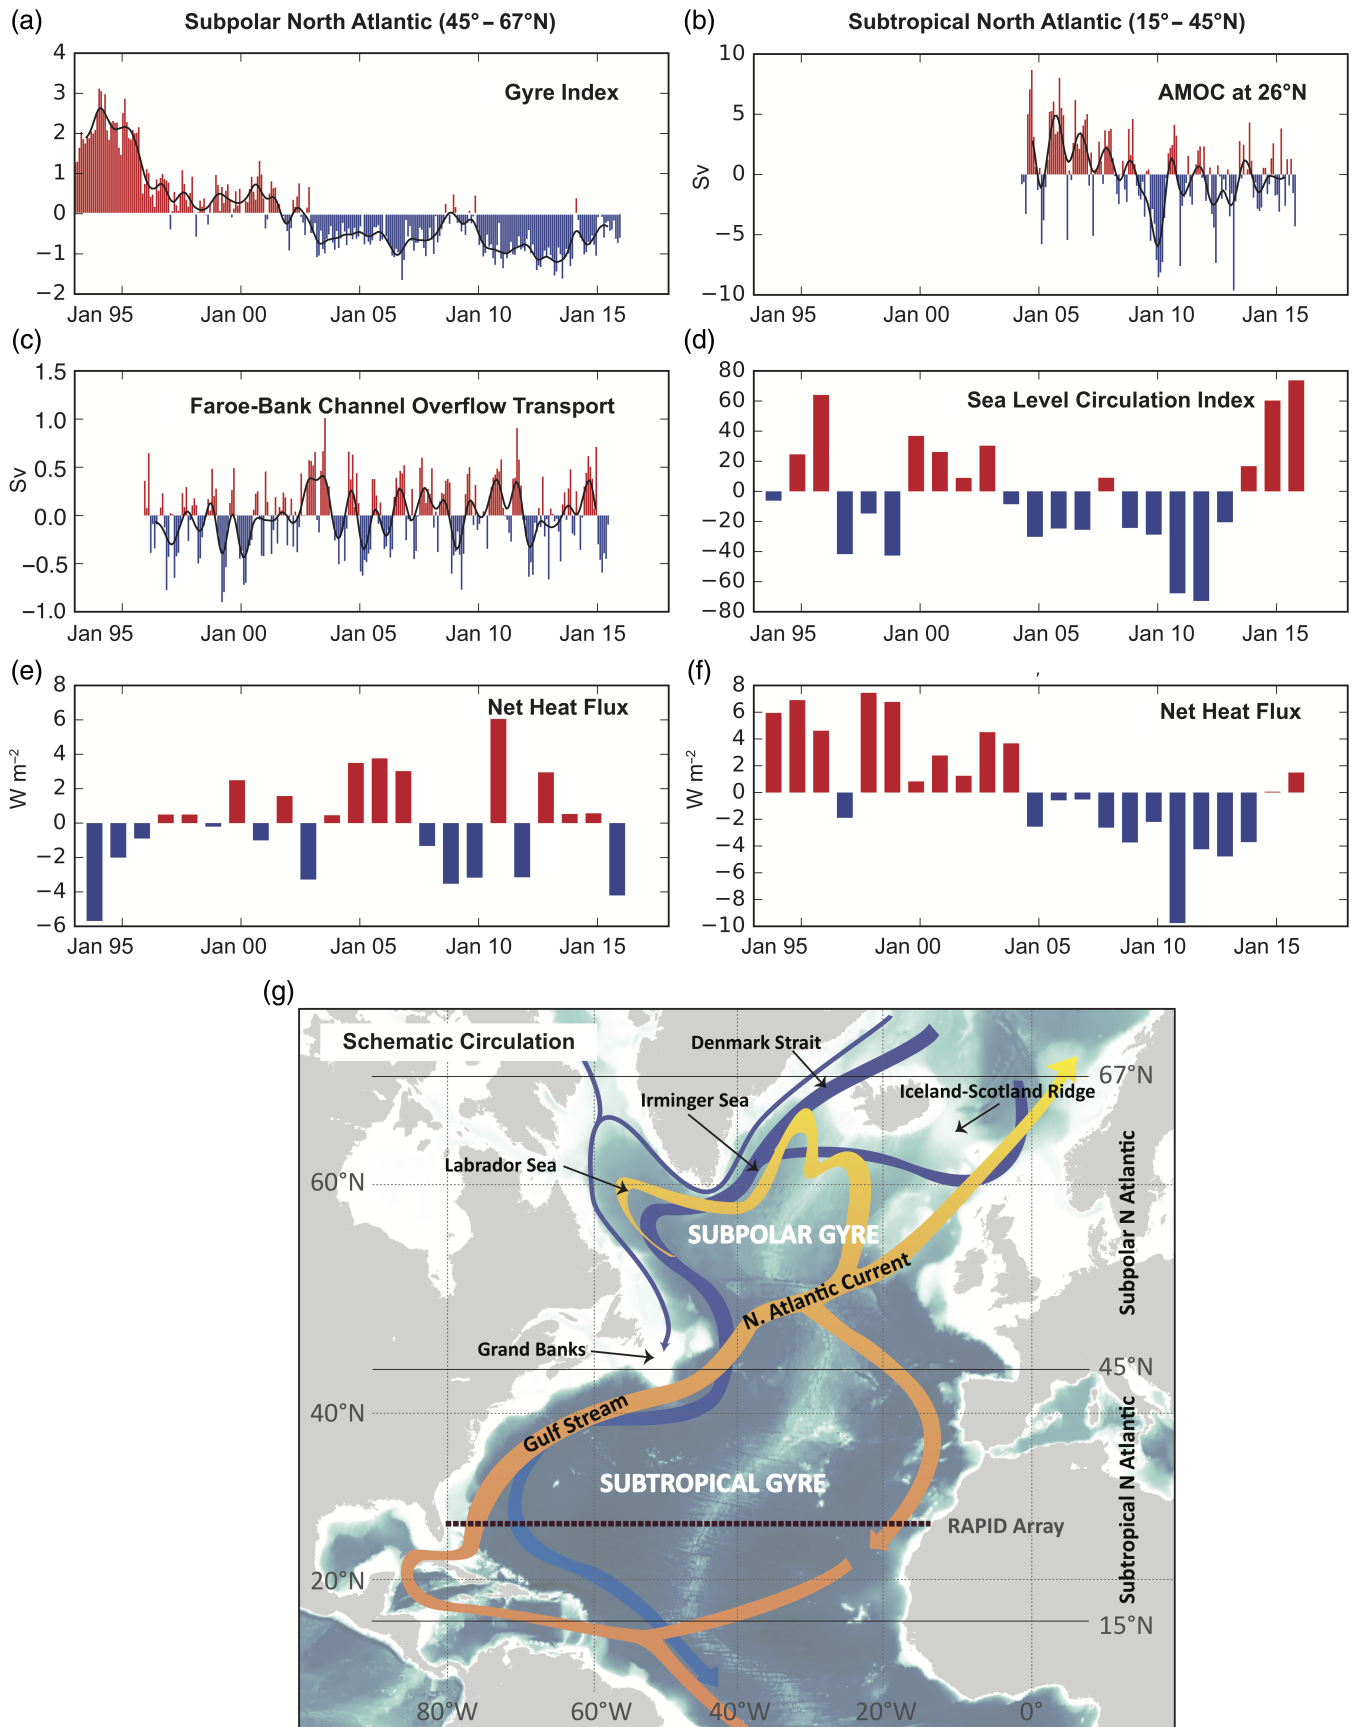 (a) Subpolar North Atlantic (45° – 67°N)
4
3
2
1
0
−1
−2
Gyre Index
Jan 95 Jan 00 Jan 05 Jan 10 Jan 15
(b) Subtropical North Atlantic (15° – 45°N)
Sv
10
5
0
−5
−10
AMOC at 26°N
Jan 95 Jan 00 Jan 05 Jan 10 Jan 15
(c)
Sv
1.5
1.0
0.5
0.0
−0.5
−1.0
Faroe-Bank Channel Overflow Transport
Jan 95 Jan 00 Jan 05 Jan 10 Jan 15
(d)
80
60
40
20
0
−20
−40
−60
−80
Sea Level Circulation Index
Jan 95 Jan 00 Jan 05 Jan 10 Jan 15
(e)
W m−2
8
6
4
2
0
−2
−4
−6
Net Heat Flux
Jan 95 Jan 00 Jan 05 Jan 10 Jan 15
(f)
W m−2
8
6
4
2
0
−2
−4
−6
−8
−10
Net Heat Flux
Jan 95 Jan 00 Jan 05 Jan 10 Jan 15
(g)
Schematic Circulation
Denmark Strait
67°N
Iceland-Scotland Ridge
Irminger Sea
Labrador Sea
60°N
SUBPOLAR GYRE
Subpolar N Atlantic
N. Atlantic Current
Grand Banks
45°N
40°N
Gulf Stream
SUBTROPICAL GYRE
Subtropical N Atlantic
RAPID Array
20°N
15°N
80°W 60°W 40°W 20°W 0°